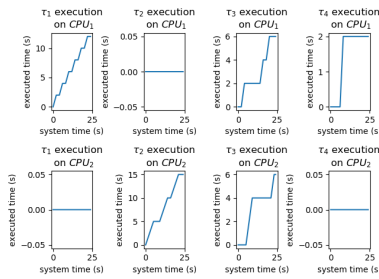 τ1 execution on CPU1
τ2 execution on CPU1
τ3 execution on CPU1
τ4 execution on CPU1
executed time (s)
10
5
0
0
25
system time (s)
executed time (s)
0.05
0.00
−0.05
0
25
system time (s)
executed time (s)
6
4
2
0
0
25
system time (s)
executed time (s)
2
1
0
0
25
system time (s)
τ1 execution on CPU2
τ2 execution on CPU2
τ3 execution on CPU2
τ4 execution on CPU2
executed time (s)
0.05
0.00
−0.05
0
25
system time (s)
executed time (s)
15
10
5
0
0
25
system time (s)
executed time (s)
6
4
2
0
0
25
system time (s)
executed time (s)
0.05
0.00
−0.05
0
25
system time (s)